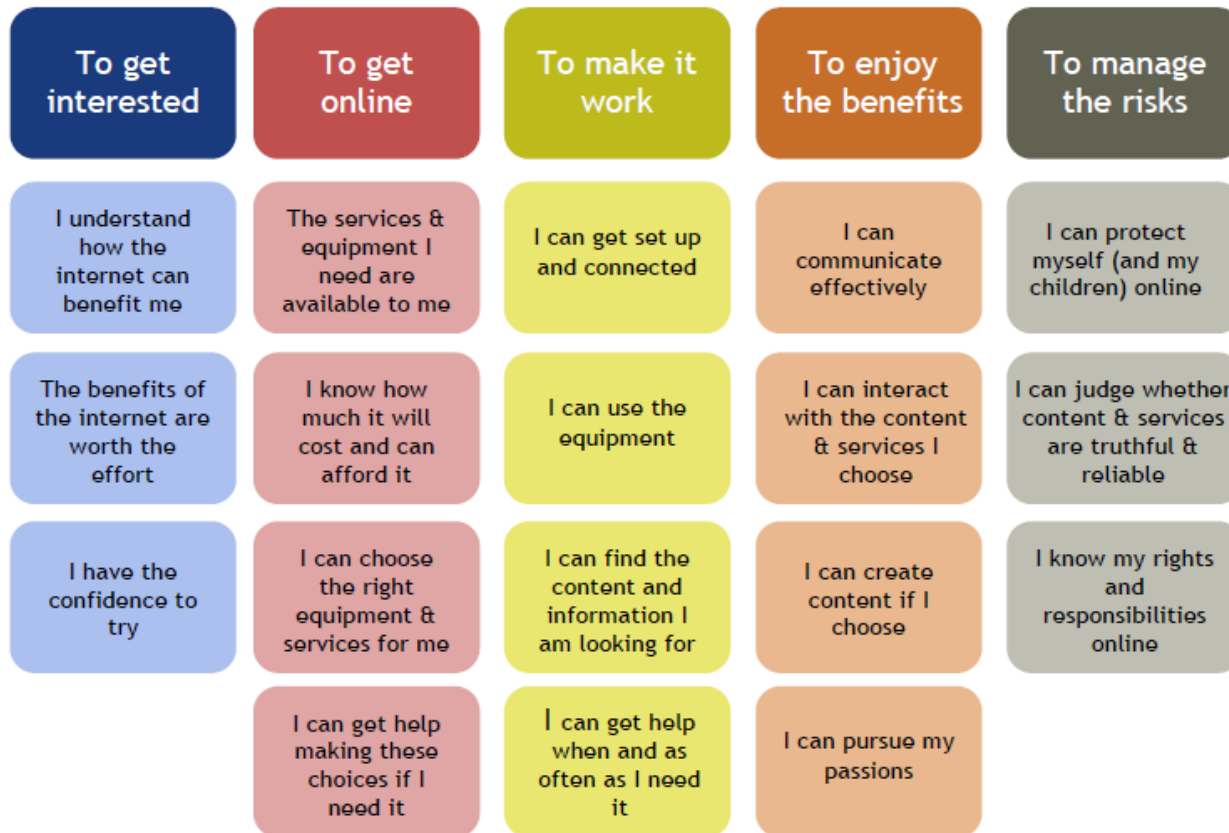 To get
interested
To get
online
To make it
work
To enjoy
the benefits
To manage
the risks
I understand
how the
internet can
benefit me
The services &
equipment I
need are
available to me
I can get set up
and connected
I can
communicate
effectively
I can protect
myself (and my
children) online
The benefits of
the internet are
worth the
effort
I know how
much it will
cost and can
afford it
I can use the
equipment
I can interact
with the content
& services I
choose
I can judge whether
content & services
are truthful &
reliable
I have the
confidence to
try
I can choose
the right
equipment &
services for me
I can find the
content and
information I
am looking for
I can create
content if I
choose
I know my rights
and
responsibilities
online
I can get help
making these
choices if I
need it
I can get help
when and as
often as I need
it
I can pursue my
passions